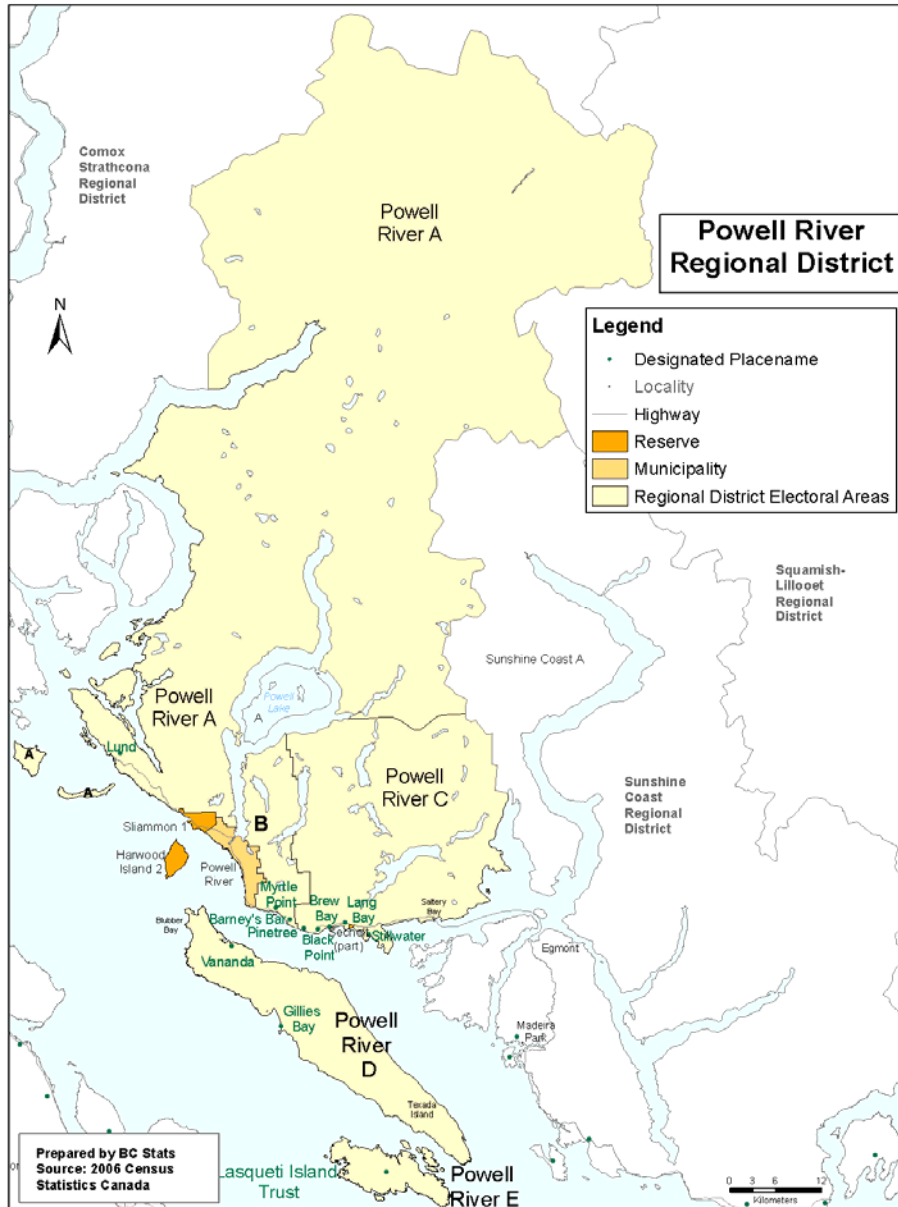 Comox
Strathcona
Regional
District
Powell
River A
Powell River
Regional District
N
Legend
Designated Placename
Locality
Highway
Reserve
Municipality
Regional District Electoral Areas
Squamish-
Lillooet
Regional
District
Sunshine Coast A
Powell
River A
Powell
Lake
A
Lund
A
A
Powell
River C
Sunshine
Coast
Regional
District
B
Sliammon 1
Harwood
Island 2
Powell
River
Myrtle
Point
Brew
Bay
Lang
Bay
Saltery
Bay
Blubber
Bay
Barney's Bar
Pinetree
Black
Point
Sechelt
(part)
Stillwater
Egmont
Vananda
Gillies
Bay
Powell
River
D
Madeira
Park
Texada
Island
Prepared by BC Stats
Source: 2006 Census
Statistics Canada
Lasqueti Island
Trust
Powell
River E
0 3 6 12
Kilometers